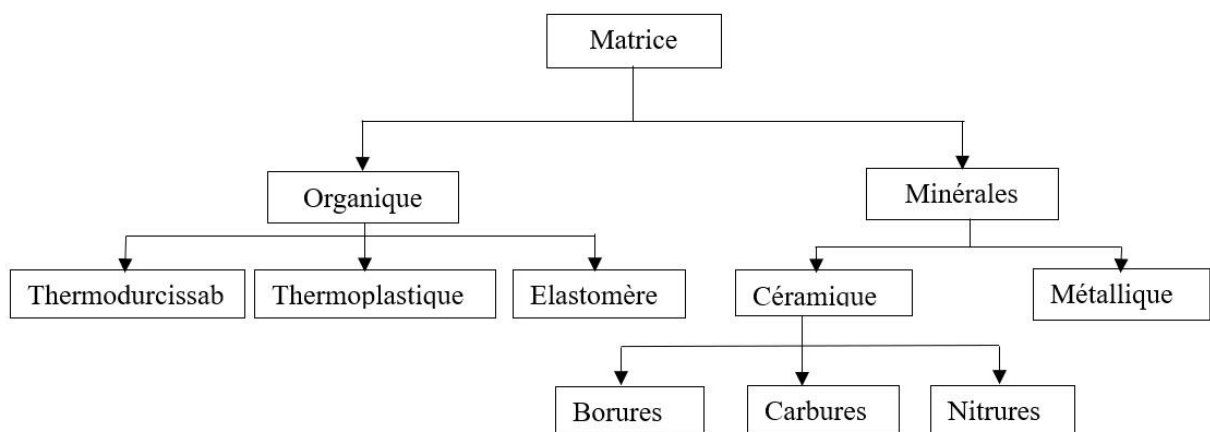 Matrice
Organique
Minérales
Thermodurcissab
Thermoplastique
Elastomère
Céramique
Métallique
Borures
Carbures
Nitrures